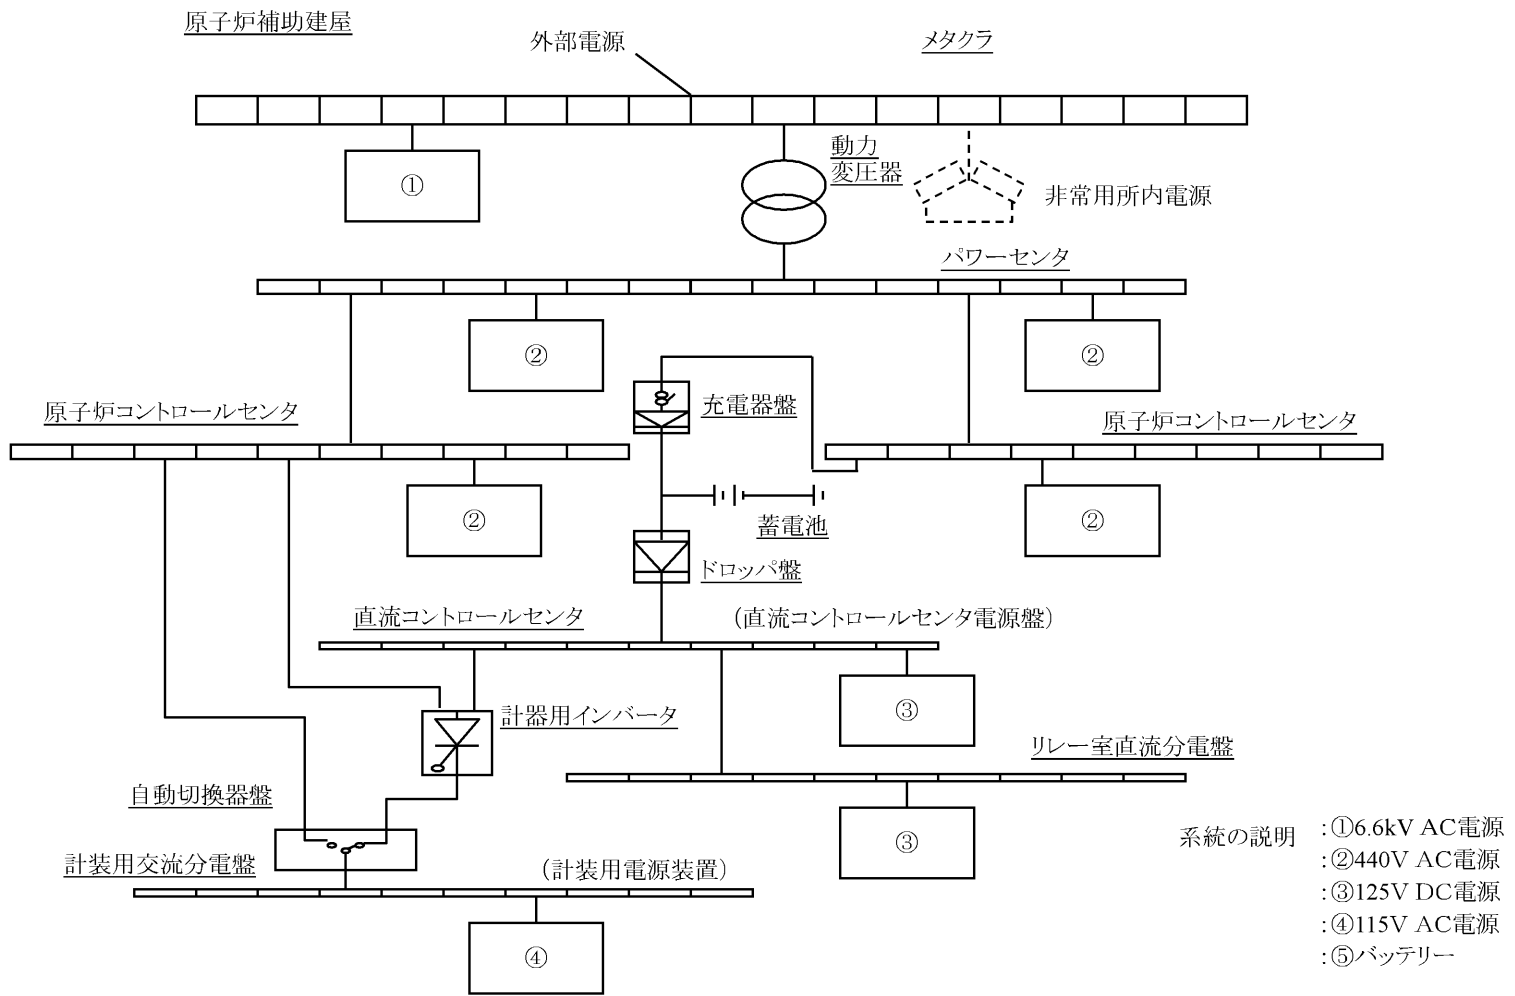 原子炉補助建屋
外部電源
メタクラ
①
動力
変圧器
非常用所内電源
パワーセンタ
②
②
原子炉コントロールセンタ
充電器盤
原子炉コントロールセンタ
②
蓄電池
②
ドロッパ盤
直流コントロールセンタ
(直流コントロールセンタ電源盤)
計器用インバータ
③
リレー室直流分電盤
自動切換器盤
③
計装用交流分電盤
(計装用電源装置)
④
系統の説明
:①6.6kV AC電源
:②440V AC電源
:③125V DC電源
:④115V AC電源
:⑤バッテリー